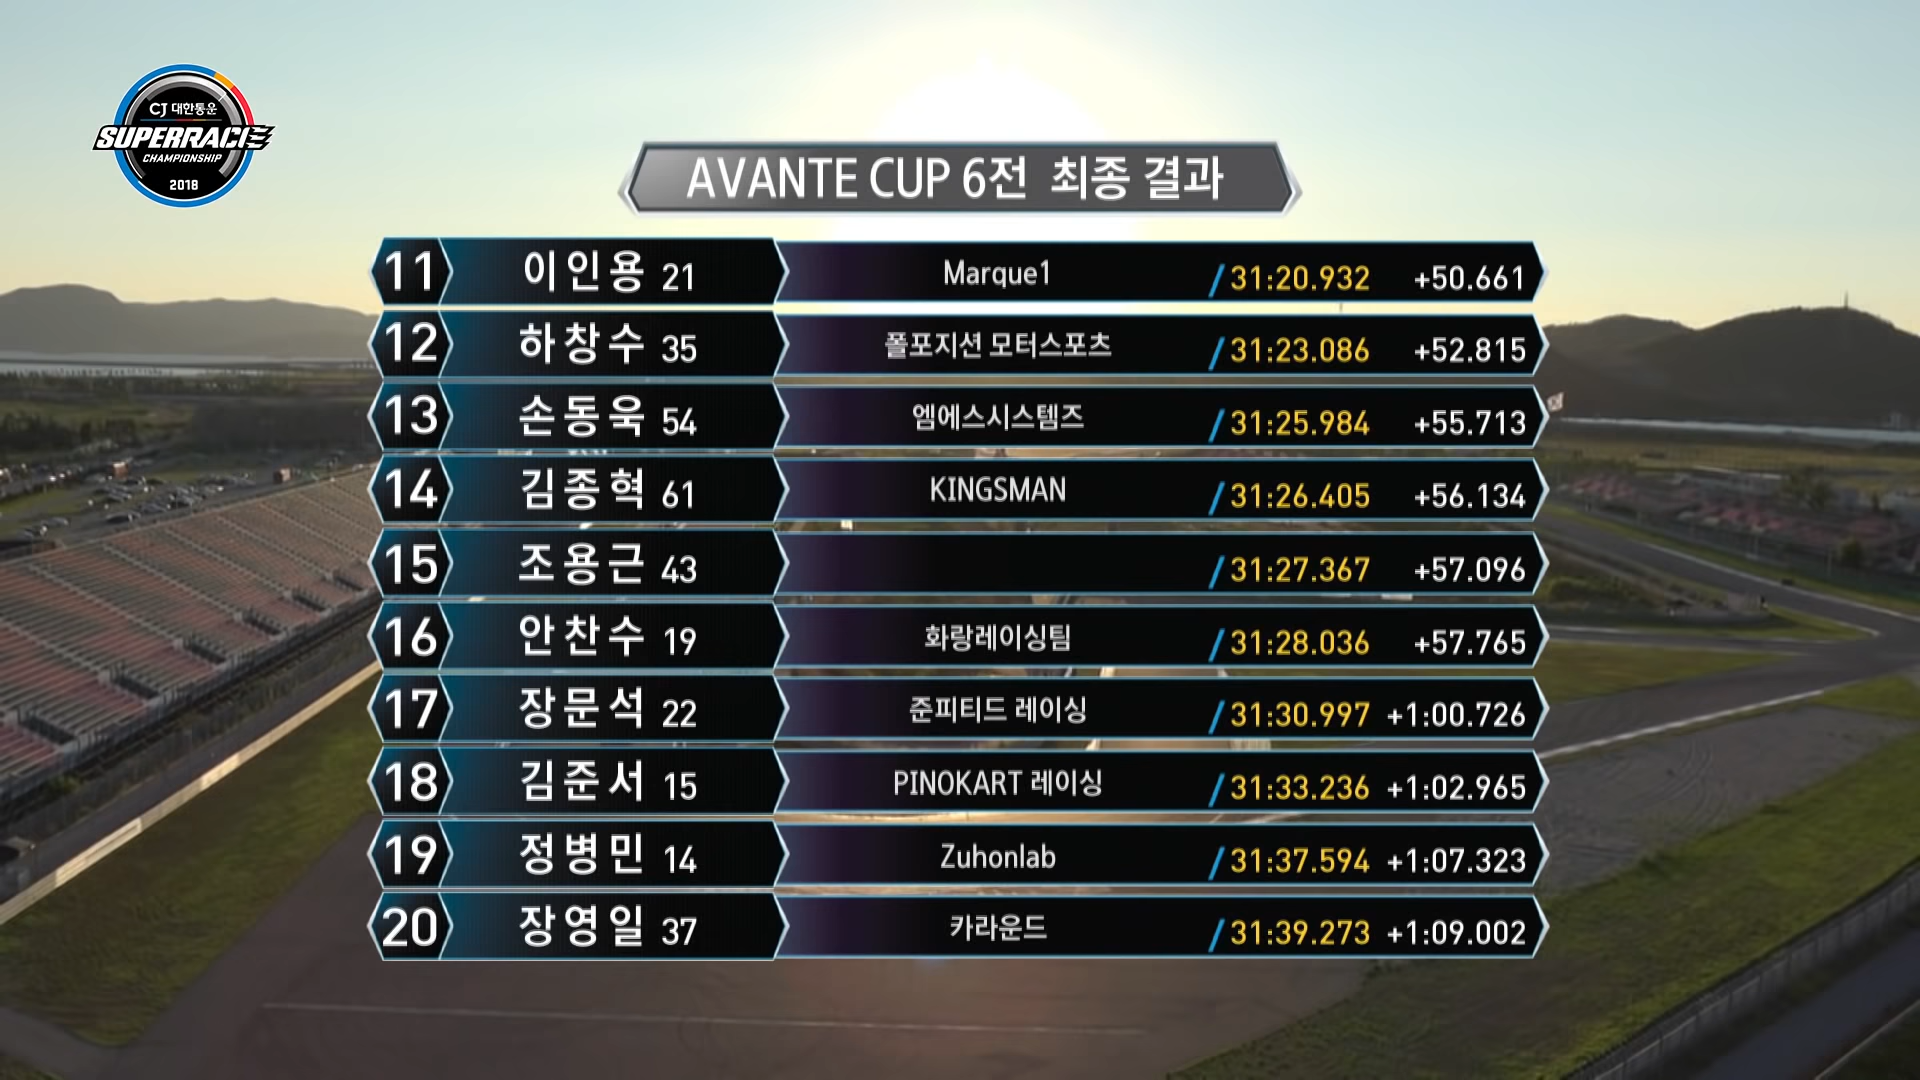 CJ 대한통운
SUPERRACE
CHAMPIONSHIP
2018
AVANTE CUP 6전 최종 결과
11 이인용 21 Marque1 / 31:20.932 +50.661
12 하창수 35 폴포지션 모터스포츠 / 31:23.086 +52.815
13 손동욱 54 엠에스시스템즈 / 31:25.984 +55.713
14 김종혁 61 KINGSMAN / 31:26.405 +56.134
15 조용근 43 / 31:27.367 +57.096
16 안찬수 19 화랑레이싱팀 / 31:28.036 +57.765
17 장문석 22 준피티드 레이싱 / 31:30.997 +1:00.726
18 김준서 15 PINOKART 레이싱 / 31:33.236 +1:02.965
19 정병민 14 Zuhonlab / 31:37.594 +1:07.323
20 장영일 37 카라운드 / 31:39.273 +1:09.002